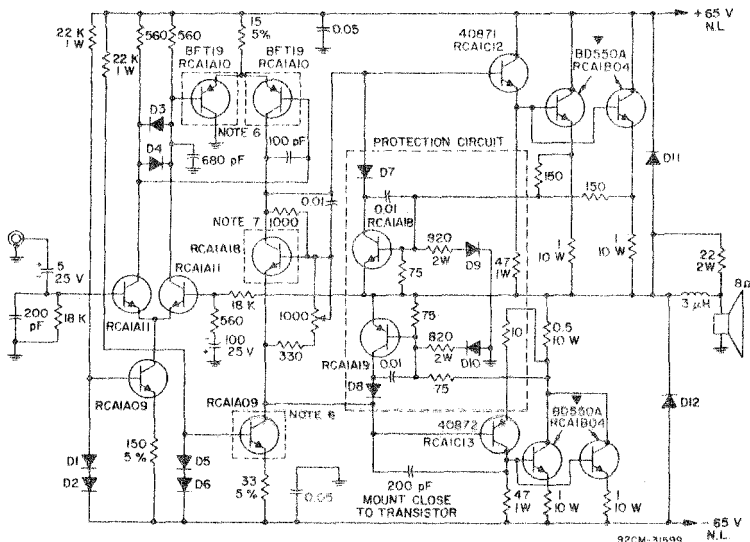 22 K
1 W
22 K
1 W
560
560
15
5 %
BFT19
RCA1A10
BFT19
RCA1A10
0.05
40871
RCA1C12
BD550A
RCA1B04
+ 65 V
N.L.
D3
D4
NOTE 6
680 pF
100 pF
0.01
PROTECTION CIRCUIT
D7
0.01
RCA1A18
150
150
D11
820
2W
D9
75
47
1W
1
10 W
1
10 W
22
2W
NOTE 7
1000
RCA1A18
5
25 V
200
pF
18 K
RCA1A11
RCA1A11
18 K
560
100
25 V
1000
330
75
RCA1A19
0.01
820
2W
D10
75
D8
10
0.5
10 W
3 μH
8Ω
RCA1A09
RCA1A09
NOTE 6
150
5 %
D1
D2
D5
D6
33
5 %
0.05
40872
RCA1C13
200 pF
MOUNT CLOSE
TO TRANSISTOR
BD550A
RCA1B04
D12
47
1W
1
10 W
1
10 W
- 65 V
N.L.
92CM-31599